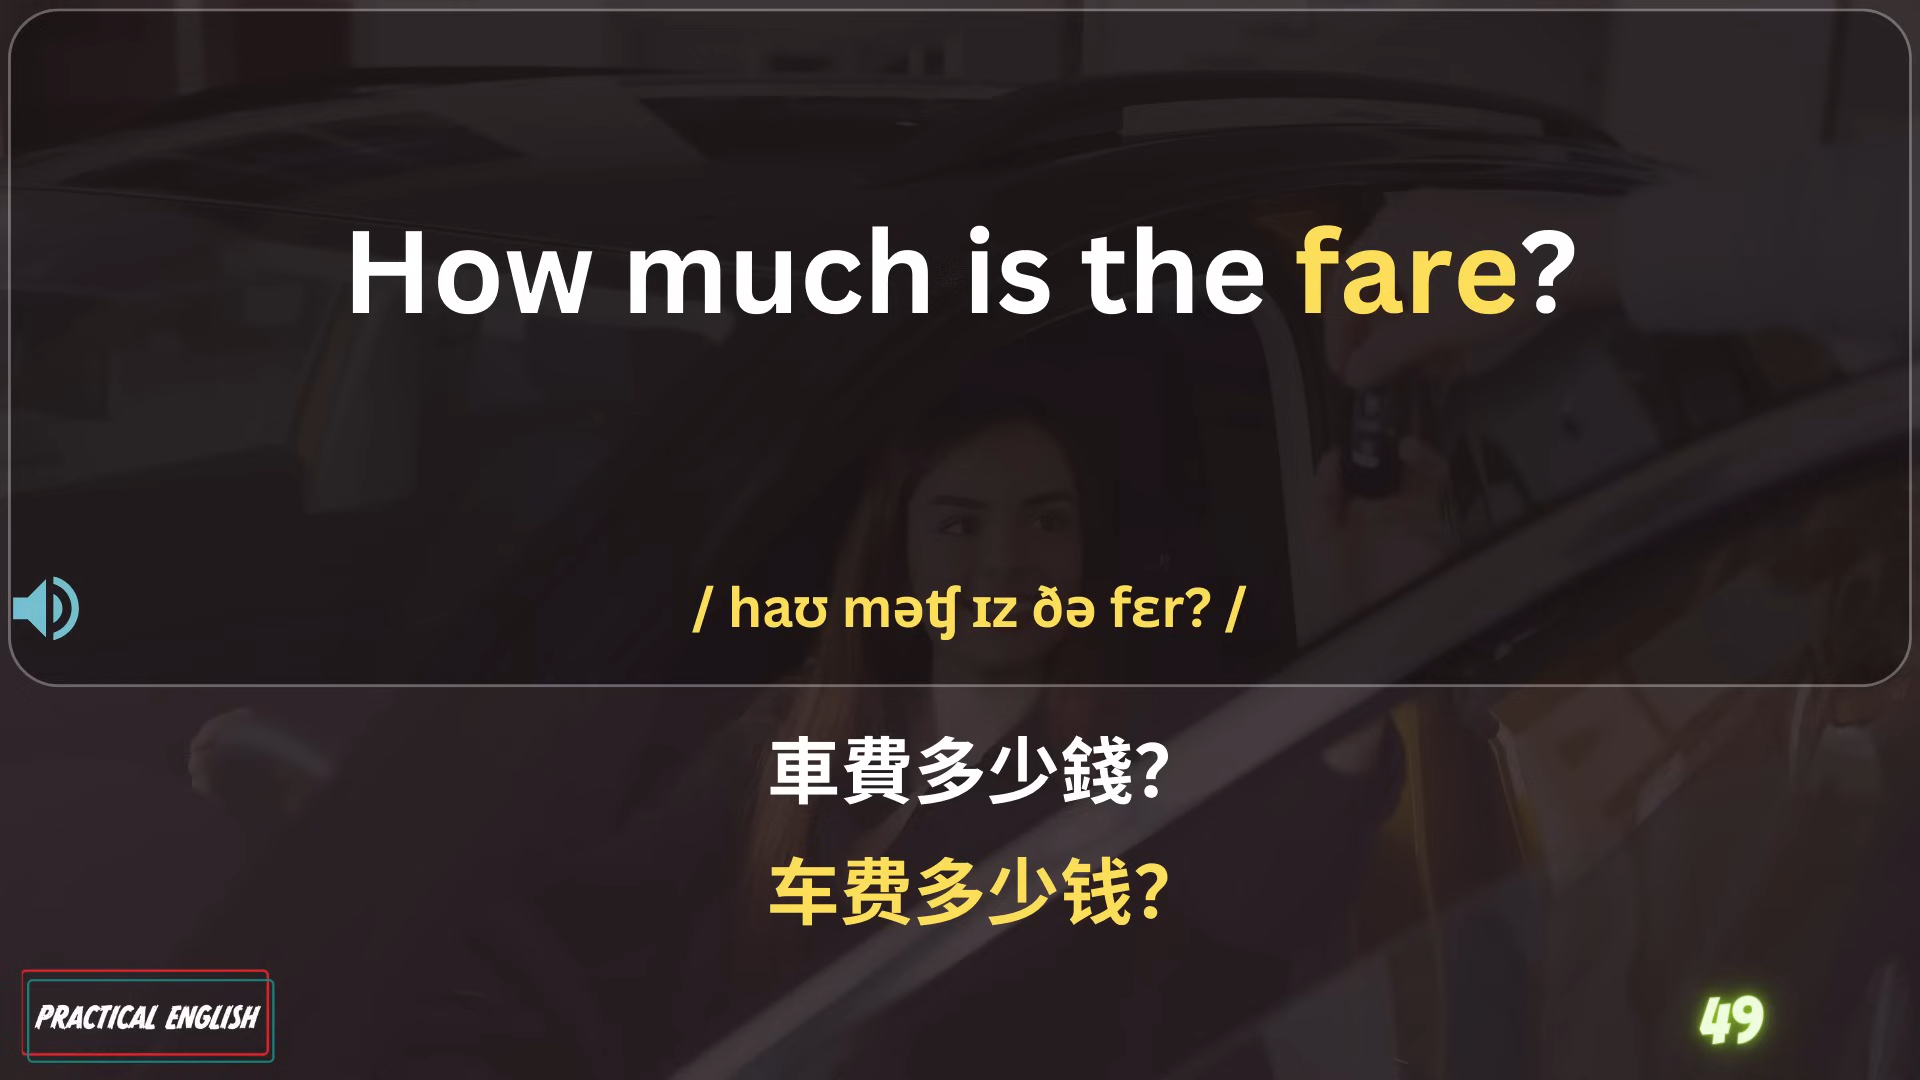 How much is the fare?
/ haʊ məʧ ɪz ðə fɛr? /
車費多少錢?
车费多少钱?
PRACTICAL ENGLISH
49